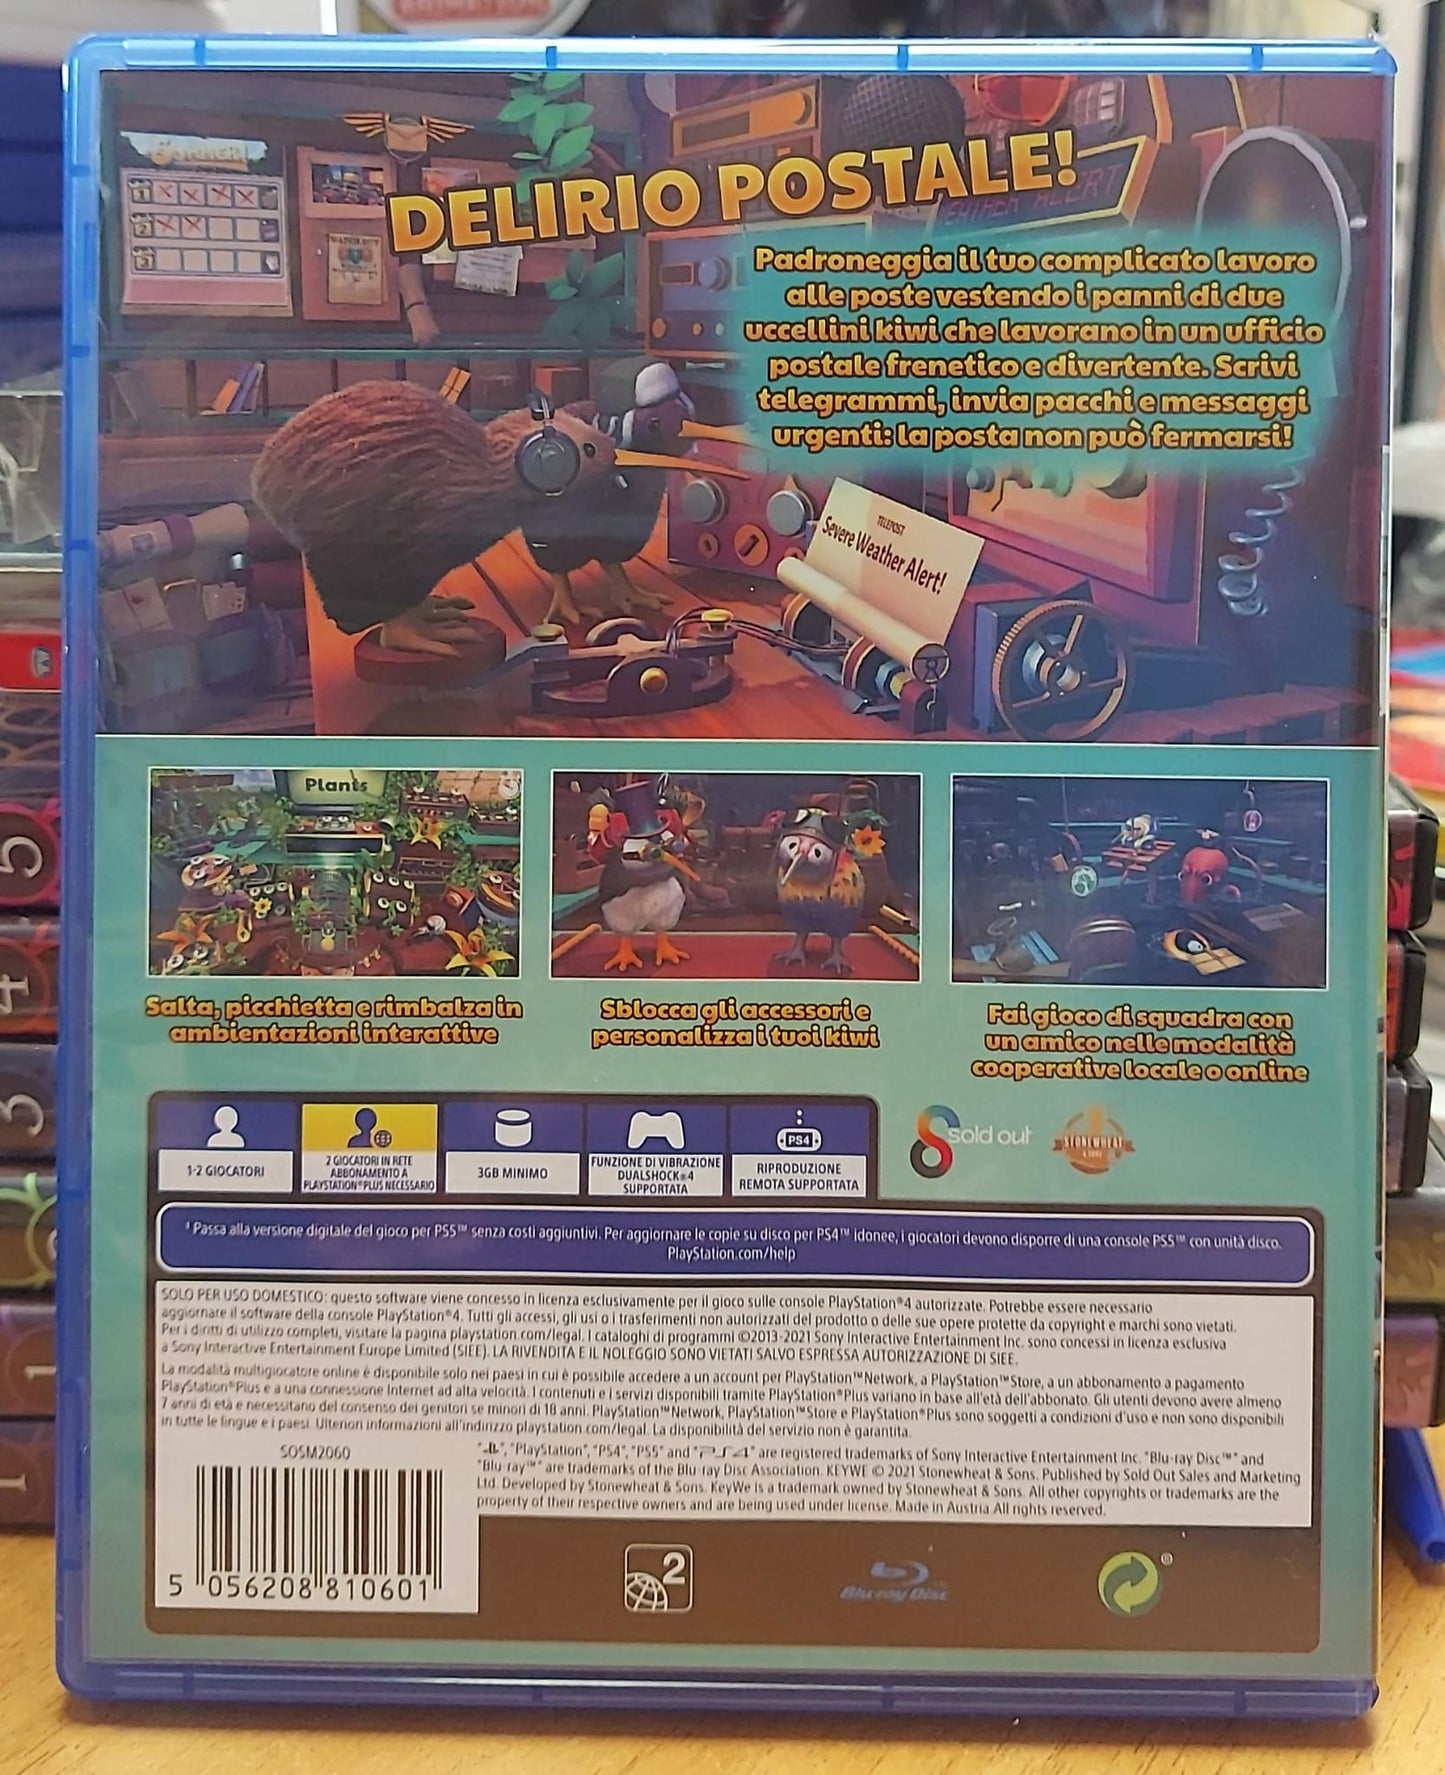 SUMMER!
DELIRIO POSTALE!
Padroneggia il tuo complicato lavoro
alle poste vestendo i panni di due
uccellini kiwi che lavorano in un ufficio
postale frenetico e divertente. Scrivi
telegrammi, invia pacchi e messaggi
urgenti: la posta non può fermarsi!
TELEPOST
Severe Weather Alert!
Plants
Salta, picchietta e rimbalza in
ambientazioni interattive
Sblocca gli accessori e
personalizza i tuoi kiwi
Fai gioco di squadra con
un amico nelle modalità
cooperative locale o online
1-2 GIOCATORI
2 GIOCATORI IN RETE
ABBONAMENTO A
PLAYSTATION®PLUS NECESSARIO
3GB MINIMO
FUNZIONE DI VIBRAZIONE
DUALSHOCK®4
SUPPORTATA
PS4
RIPRODUZIONE
REMOTA SUPPORTATA
sold out
STONEWHEAT
& SONS
¹ Passa alla versione digitale del gioco per PS5™ senza costi aggiuntivi. Per aggiornare le copie su disco per PS4™ idonee, i giocatori devono disporre di una console PS5™ con unità disco.
PlayStation.com/help
SOLO PER USO DOMESTICO: questo software viene concesso in licenza esclusivamente per il gioco sulle console PlayStation®4 autorizzate. Potrebbe essere necessario
aggiornare il software della console PlayStation®4. Tutti gli accessi, gli usi o i trasferimenti non autorizzati del prodotto o delle sue opere protette da copyright e marchi sono vietati.
Per i diritti di utilizzo completi, visitare la pagina playstation.com/legal. I cataloghi di programmi ©2013-2021 Sony Interactive Entertainment Inc. sono concessi in licenza esclusiva
a Sony Interactive Entertainment Europe Limited (SIEE). LA RIVENDITA E IL NOLEGGIO SONO VIETATI SALVO ESPRESSA AUTORIZZAZIONE DI SIEE.
La modalità multigiocatore online è disponibile solo nei paesi in cui è possibile accedere a un account per PlayStation™Network, a PlayStation™Store, a un abbonamento a pagamento
PlayStation®Plus e a una connessione Internet ad alta velocità. I contenuti e i servizi disponibili tramite PlayStation®Plus variano in base all'età dell'abbonato. Gli utenti devono avere almeno
7 anni di età e necessitano del consenso dei genitori se minori di 18 anni. PlayStation™Network, PlayStation™Store e PlayStation®Plus sono soggetti a condizioni d'uso e non sono disponibili
in tutte le lingue e i paesi. Ulteriori informazioni all'indirizzo playstation.com/legal. La disponibilità del servizio non è garantita.
SOSM2060
"PlayStation", "PS4", "PS5" and "PS4" are registered trademarks of Sony Interactive Entertainment Inc. "Blu-ray Disc™" and
"Blu-ray™" are trademarks of the Blu-ray Disc Association. KEYWE © 2021 Stonewheat & Sons. Published by Sold Out Sales and Marketing
Ltd. Developed by Stonewheat & Sons. KeyWe is a trademark owned by Stonewheat & Sons. All other copyrights or trademarks are the
property of their respective owners and are being used under license. Made in Austria.All rights reserved.
5 056208 810601
2
Blu-ray Disc
®
5
4
3
1
1